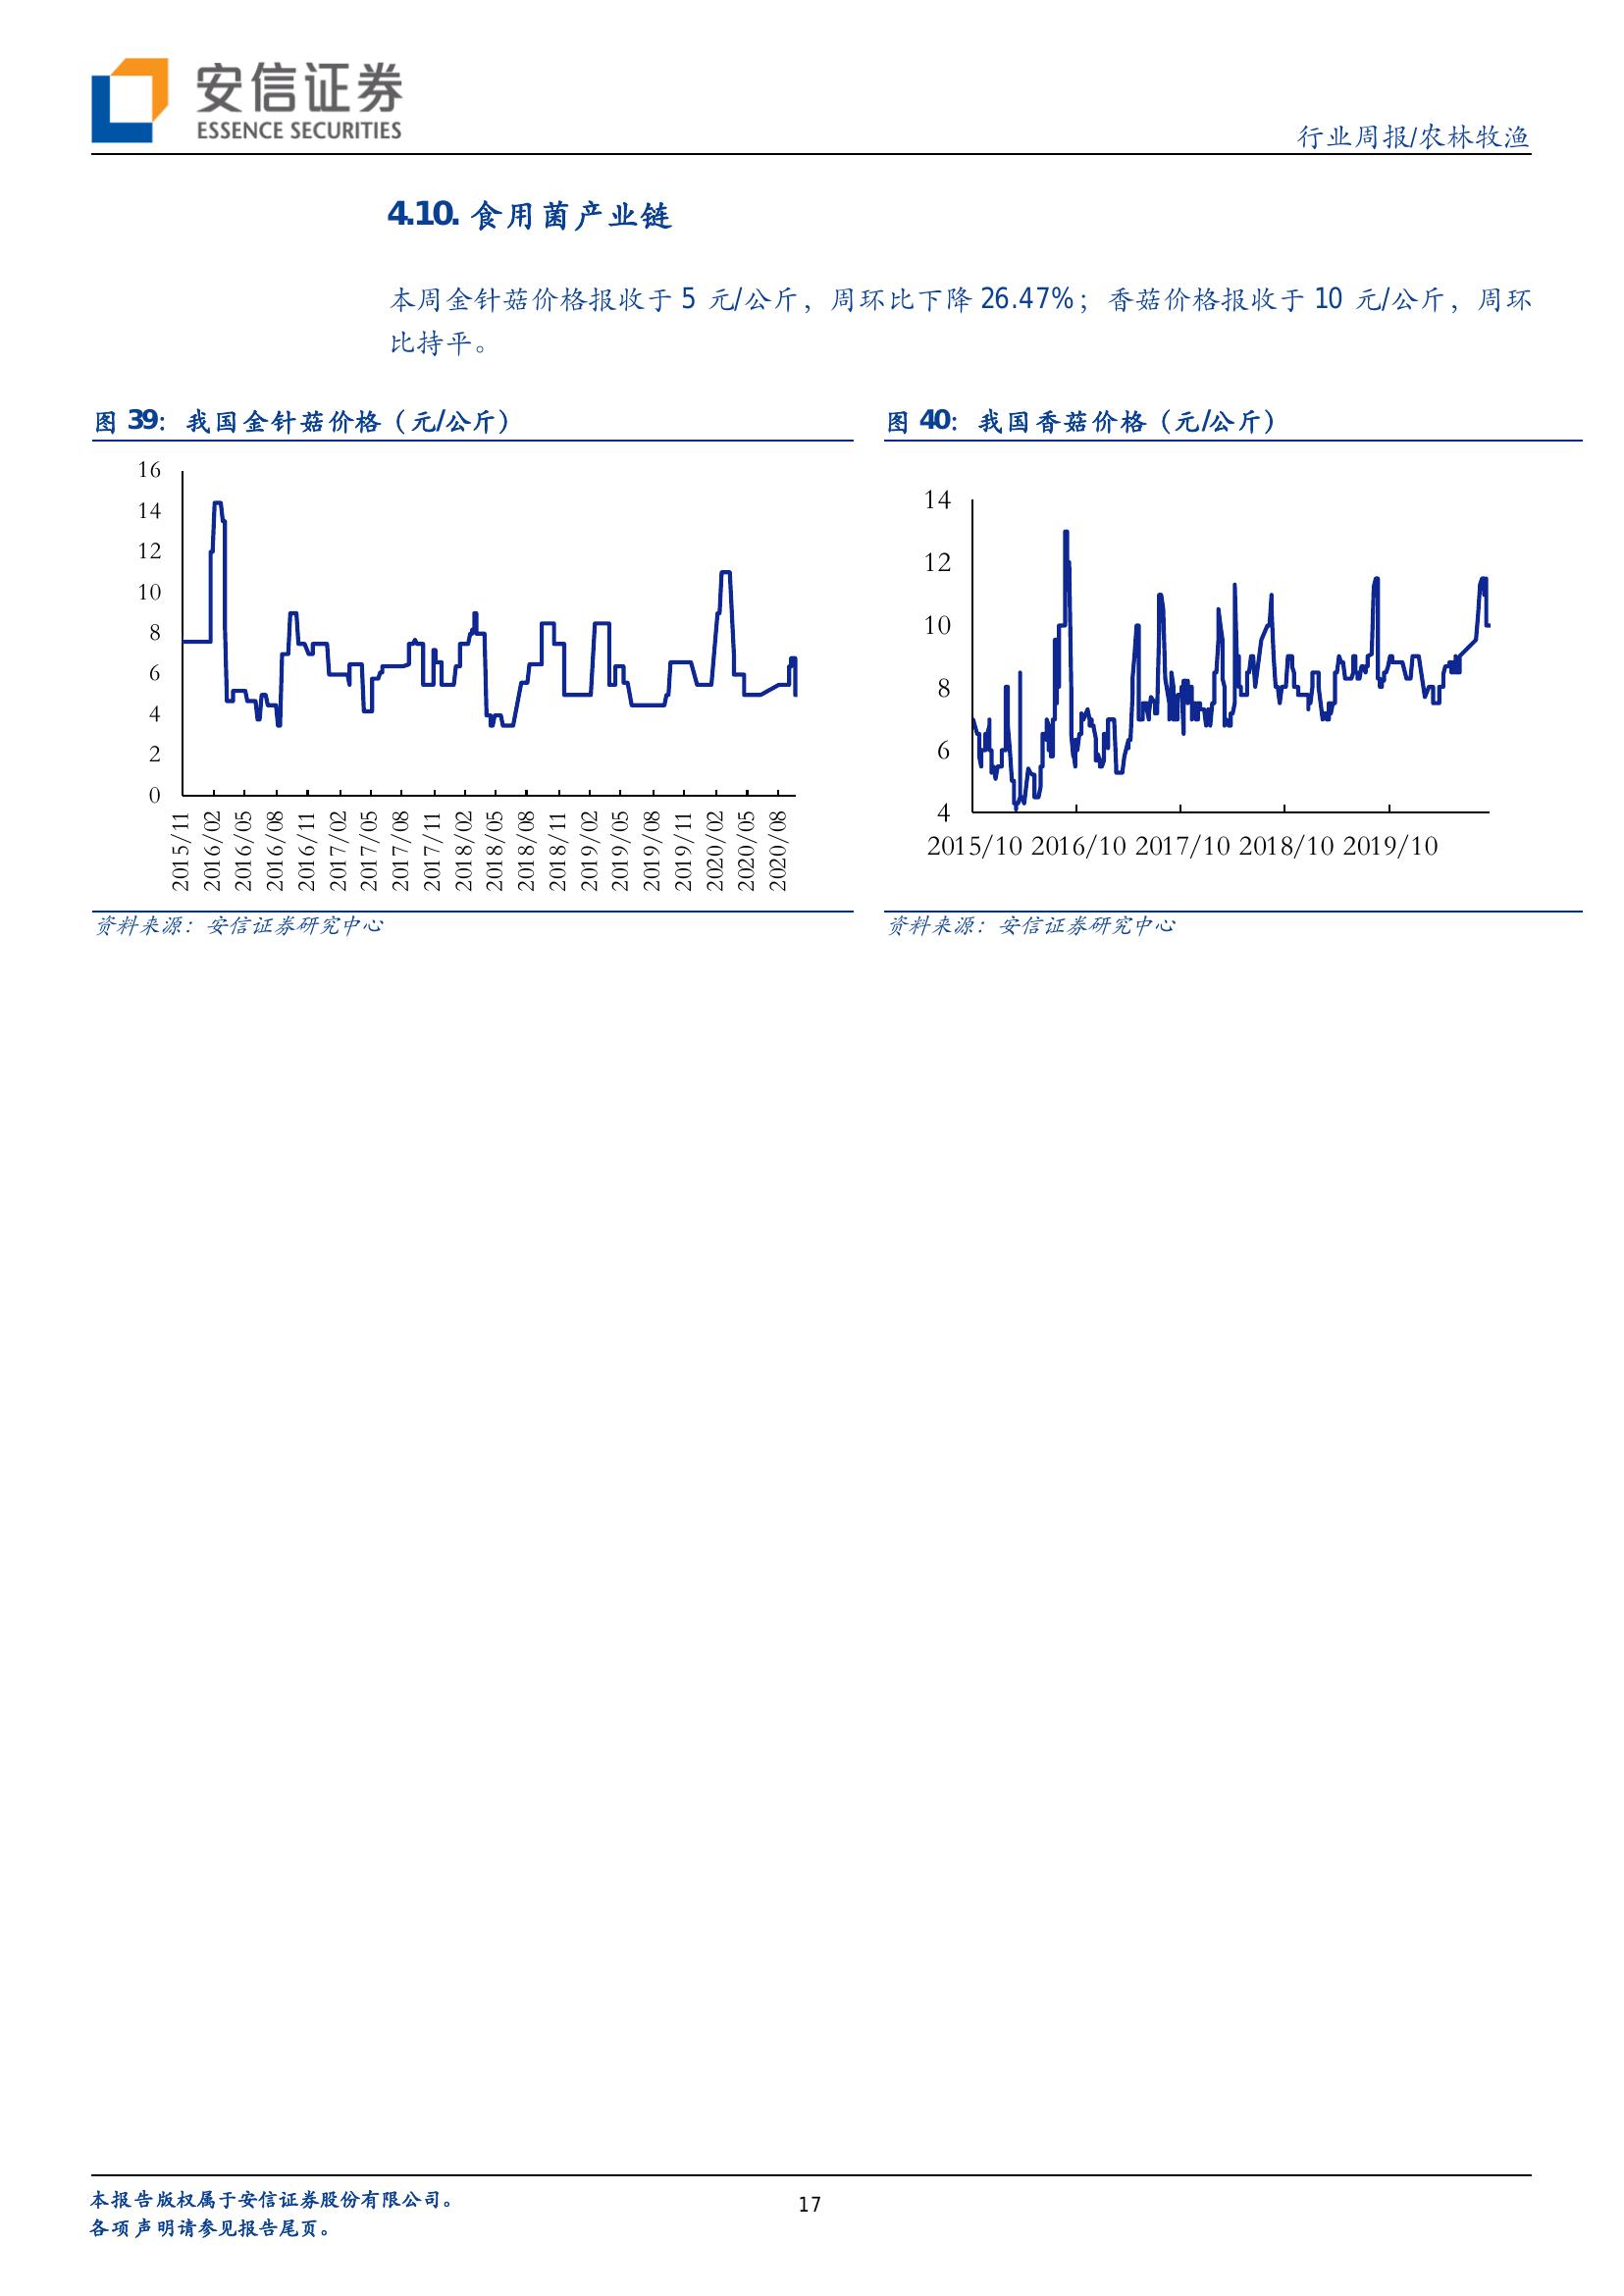 安信证券
ESSENCE SECURITIES
行业周报/农林牧渔
4.10. 食用菌产业链
本周金针菇价格报收于 5 元/公斤，周环比下降 26.47%；香菇价格报收于 10 元/公斤，周环
比持平。
图 39：我国金针菇价格（元/公斤）
16
14
12
10
8
6
4
2
0
2015/11
2016/02
2016/05
2016/08
2016/11
2017/02
2017/05
2017/08
2017/11
2018/02
2018/05
2018/08
2018/11
2019/02
2019/05
2019/08
2019/11
2020/02
2020/05
2020/08
资料来源：安信证券研究中心
图 40：我国香菇价格（元/公斤）
14
12
10
8
6
4
2015/10 2016/10 2017/10 2018/10 2019/10
资料来源：安信证券研究中心
本报告版权属于安信证券股份有限公司。
各项声明请参见报告尾页。
17